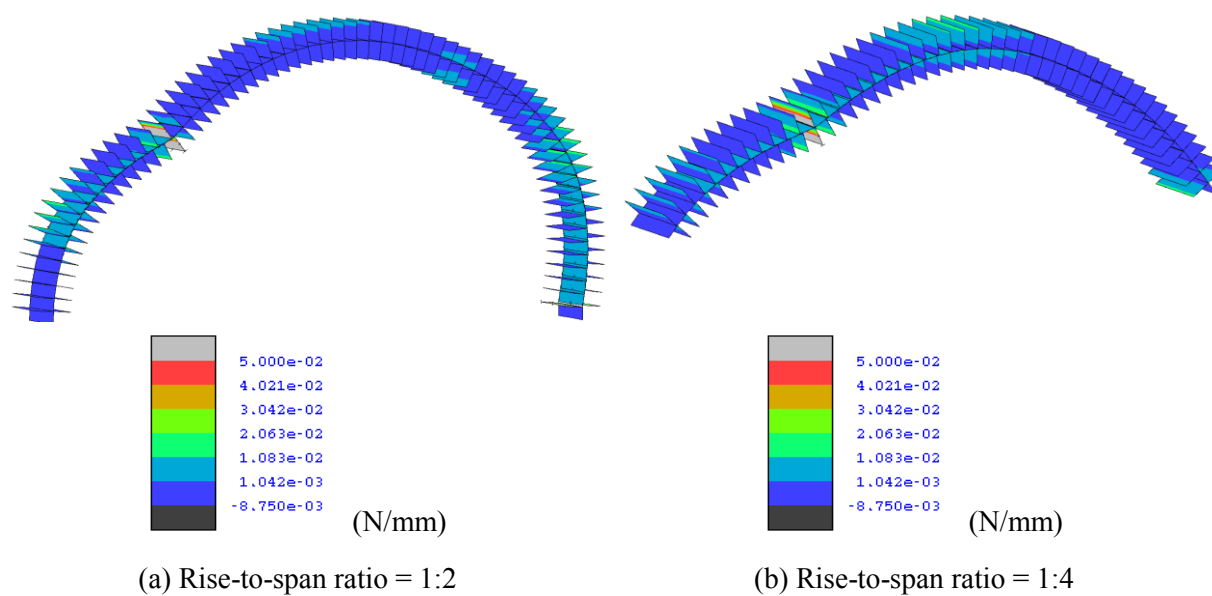 5.000e-02
4.021e-02
3.042e-02
2.063e-02
1.083e-02
1.042e-03
-8.750e-03
(N/mm)
(a) Rise-to-span ratio = 1:2
5.000e-02
4.021e-02
3.042e-02
2.063e-02
1.083e-02
1.042e-03
-8.750e-03
(N/mm)
(b) Rise-to-span ratio = 1:4